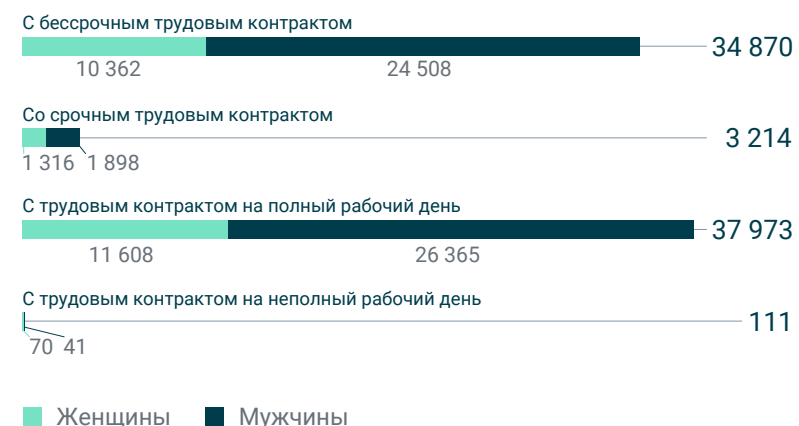 С бессрочным трудовым контрактом
34 870
10 362 24 508
Со срочным трудовым контрактом
3 214
1 316 1 898
С трудовым контрактом на полный рабочий день
37 973
11 608 26 365
С трудовым контрактом на неполный рабочий день
111
70 41
Женщины Мужчины